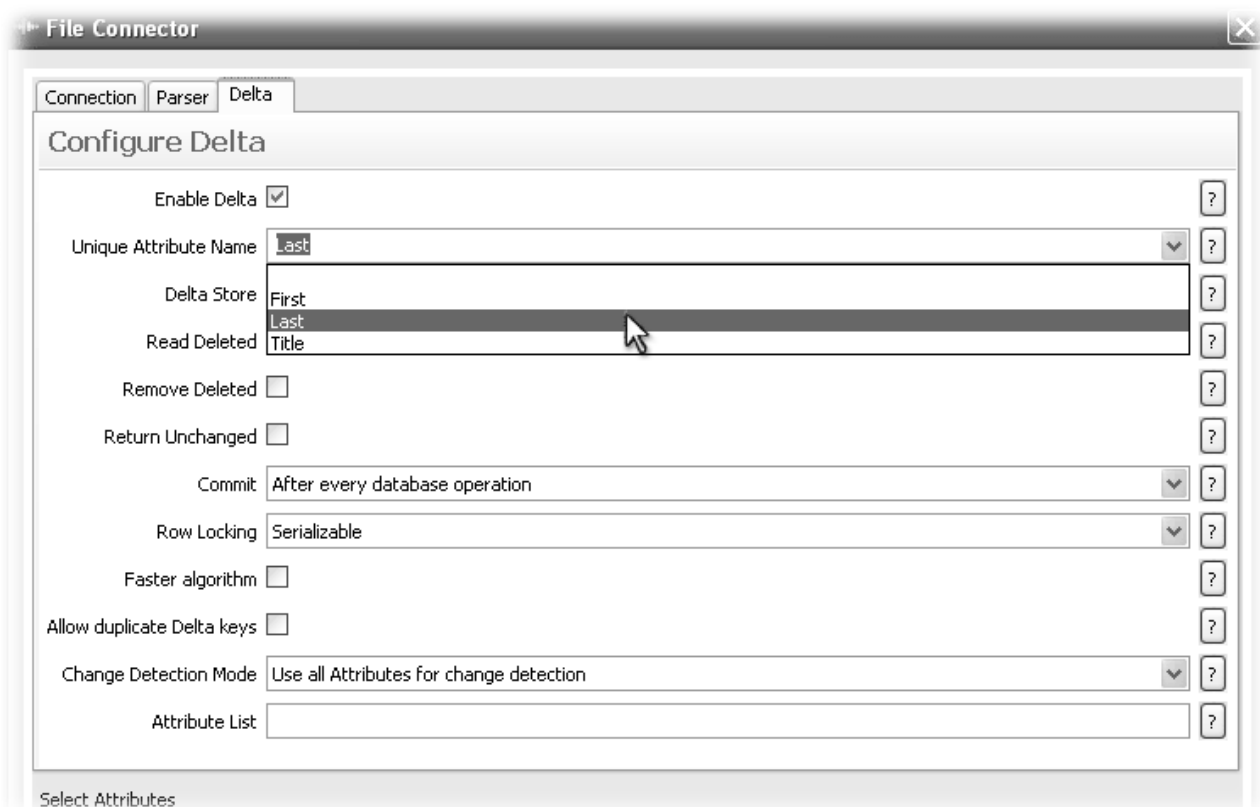 File Connector
Connection Parser Delta
Configure Delta
Enable Delta ?
Unique Attribute Name Last ?
Delta Store ?
First
Last
Read Deleted Title ?
Remove Deleted ?
Return Unchanged ?
Commit After every database operation ?
Row Locking Serializable ?
Faster algorithm ?
Allow duplicate Delta keys ?
Change Detection Mode Use all Attributes for change detection ?
Attribute List ?
Select Attributes